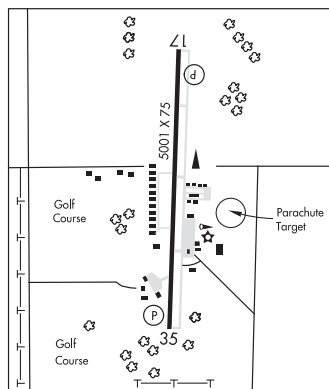 17
P
5001 X 75
Golf
Course
Parachute
Target
P
35
Golf
Course